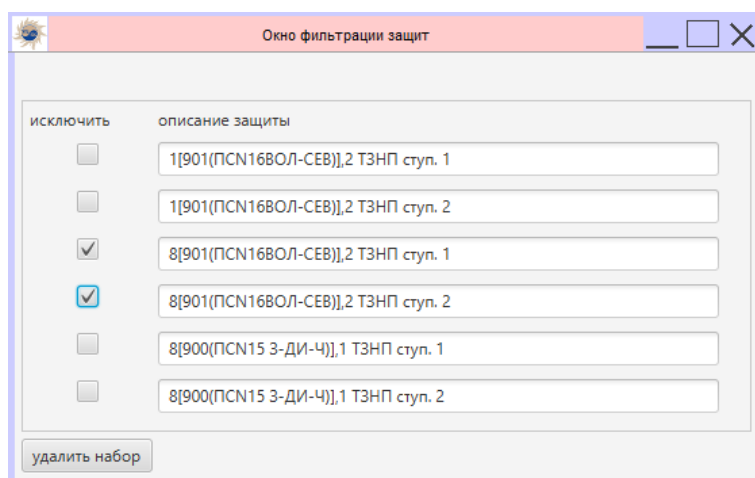 Окно фильтрации защит
исключить описание защиты
1[901(ПСN16ВОЛ-СЕВ)],2 ТЗНП ступ. 1
1[901(ПСN16ВОЛ-СЕВ)],2 ТЗНП ступ. 2
8[901(ПСN16ВОЛ-СЕВ)],2 ТЗНП ступ. 1
8[901(ПСN16ВОЛ-СЕВ)],2 ТЗНП ступ. 2
8[900(ПСN15 З-ДИ-Ч)],1 ТЗНП ступ. 1
8[900(ПСN15 З-ДИ-Ч)],1 ТЗНП ступ. 2
удалить набор